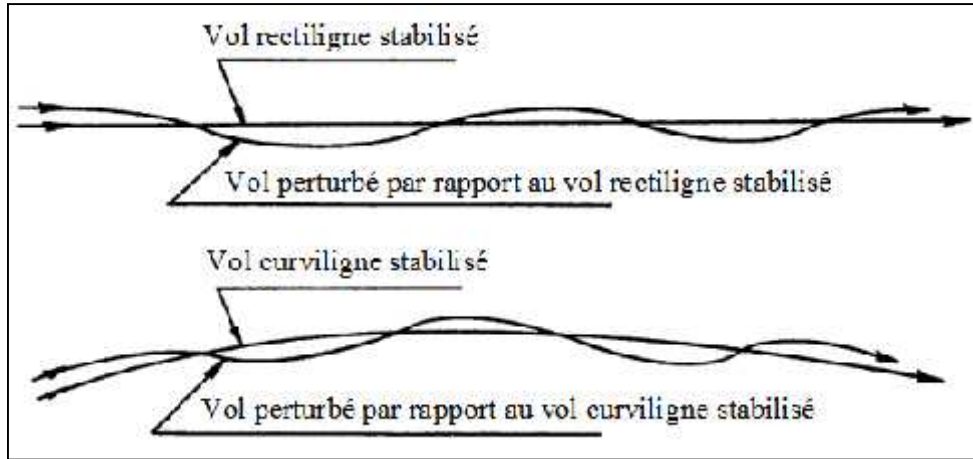 Vol rectiligne stabilisé
Vol perturbé par rapport au vol rectiligne stabilisé
Vol curviligne stabilisé
Vol perturbé par rapport au vol curviligne stabilisé